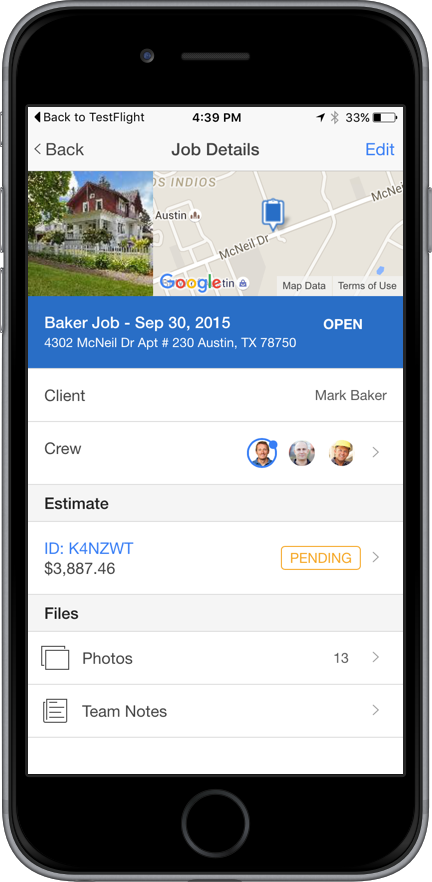 Back to TestFlight 4:39 PM 33%
Back Job Details Edit
OS INDIOS
Austin
McNeil Dr
McNei
Google
tin
Map Data Terms of Use
Baker Job - Sep 30, 2015 OPEN
4302 McNeil Dr Apt # 230 Austin, TX 78750
Client Mark Baker
Crew
Estimate
ID: K4NZWT
$3,887.46
PENDING
Files
Photos 13
Team Notes